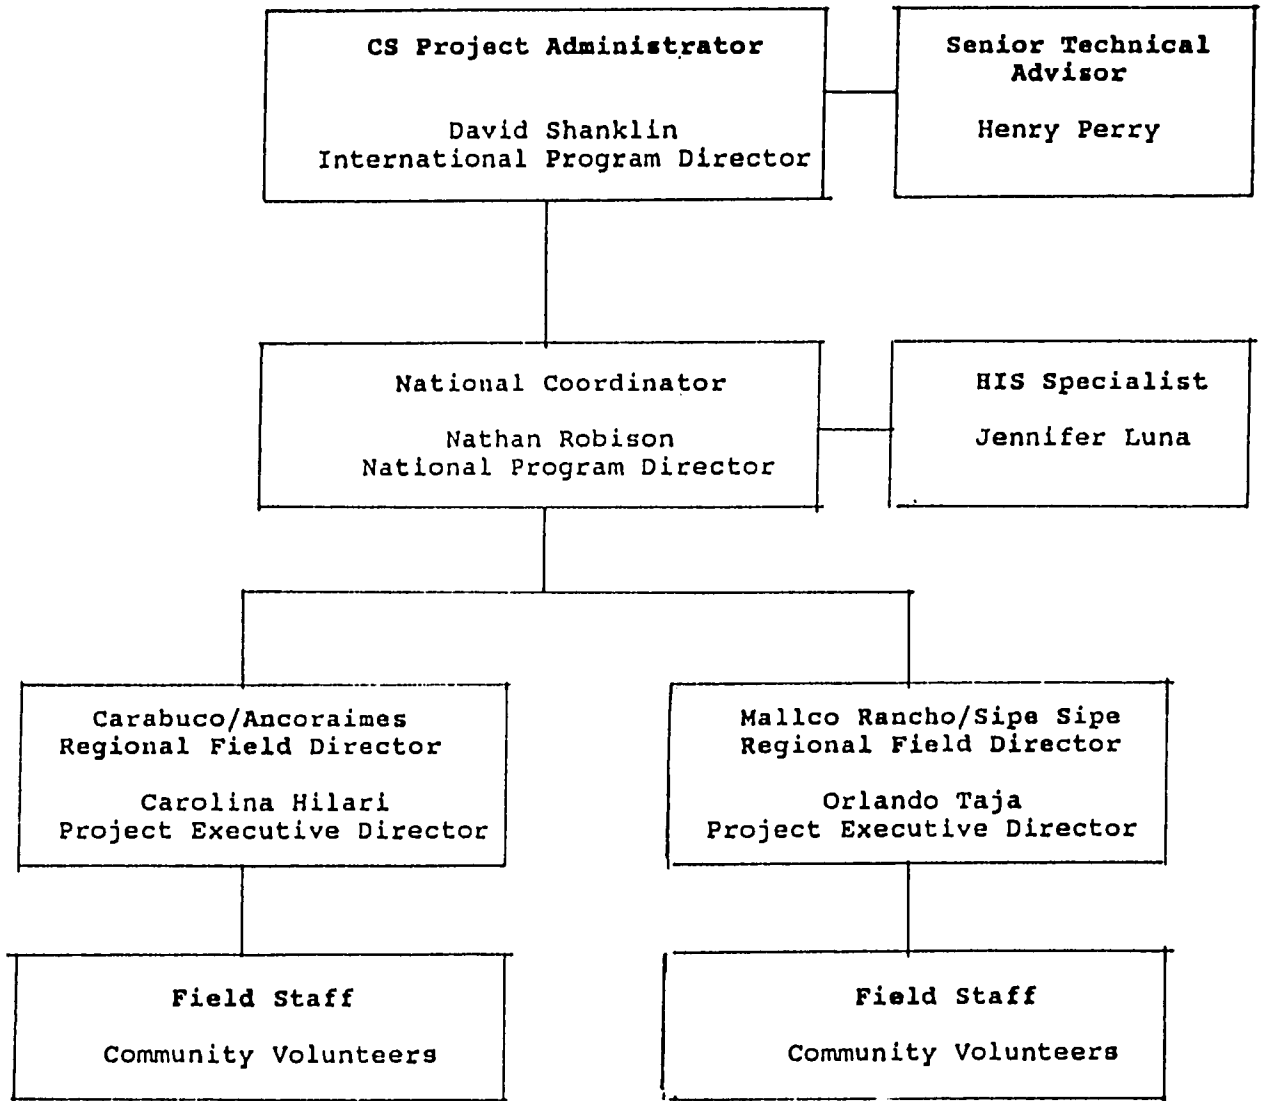 CS Project Administrator
David Shanklin
International Program Director
Senior Technical
Advisor
Henry Perry
National Coordinator
Nathan Robison
National Program Director
HIS Specialist
Jennifer Luna
Carabuco/Ancoraimes
Regional Field Director
Carolina Hilari
Project Executive Director
Mallco Rancho/Sipe Sipe
Regional Field Director
Orlando Taja
Project Executive Director
Field Staff
Community Volunteers
Field Staff
Community Volunteers